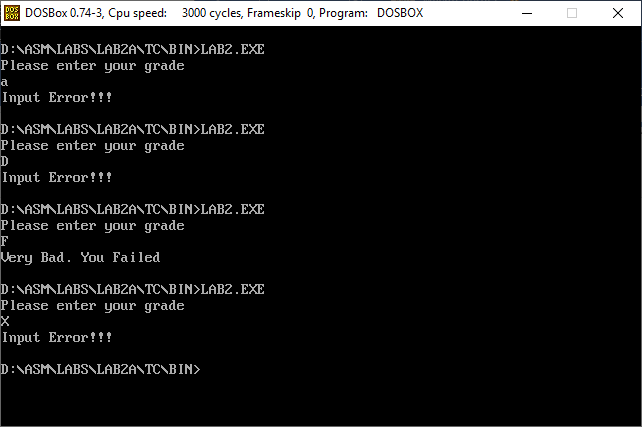 DOS
BOX
DOSBox 0.74-3, Cpu speed: 3000 cycles, Frameskip 0, Program: DOSBOX
D:\ASM\LABS\LAB2A\TC\BIN>LAB2.EXE
Please enter your grade
a
Input Error!!!
D:\ASM\LABS\LAB2A\TC\BIN>LAB2.EXE
Please enter your grade
D
Input Error!!!
D:\ASM\LABS\LAB2A\TC\BIN>LAB2.EXE
Please enter your grade
F
Very Bad. You Failed
D:\ASM\LABS\LAB2A\TC\BIN>LAB2.EXE
Please enter your grade
X
Input Error!!!
D:\ASM\LABS\LAB2A\TC\BIN>